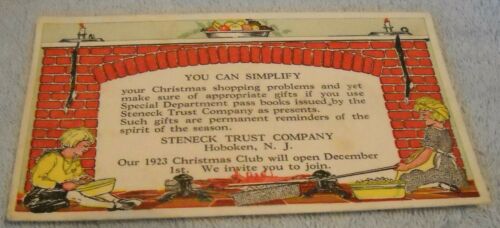 YOU CAN SIMPLIFY
your Christmas shopping problems and yet
make sure of appropriate gifts if you use
Special Department pass books issued by the
Steneck Trust Company as presents.
Such gifts are permanent reminders of the
spirit of the season.
STENECK TRUST COMPANY
Hoboken, N. J.
Our 1923 Christmas Club will open December
1st. We invite you to join.